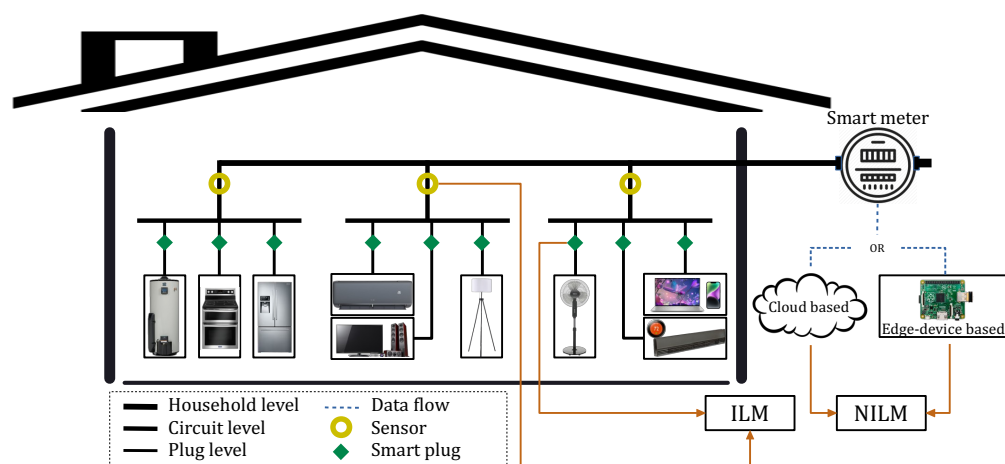 Smart meter
OR
Cloud based
Edge-device based
ILM
NILM
Household level
Circuit level
Plug level
Data flow
Sensor
Smart plug